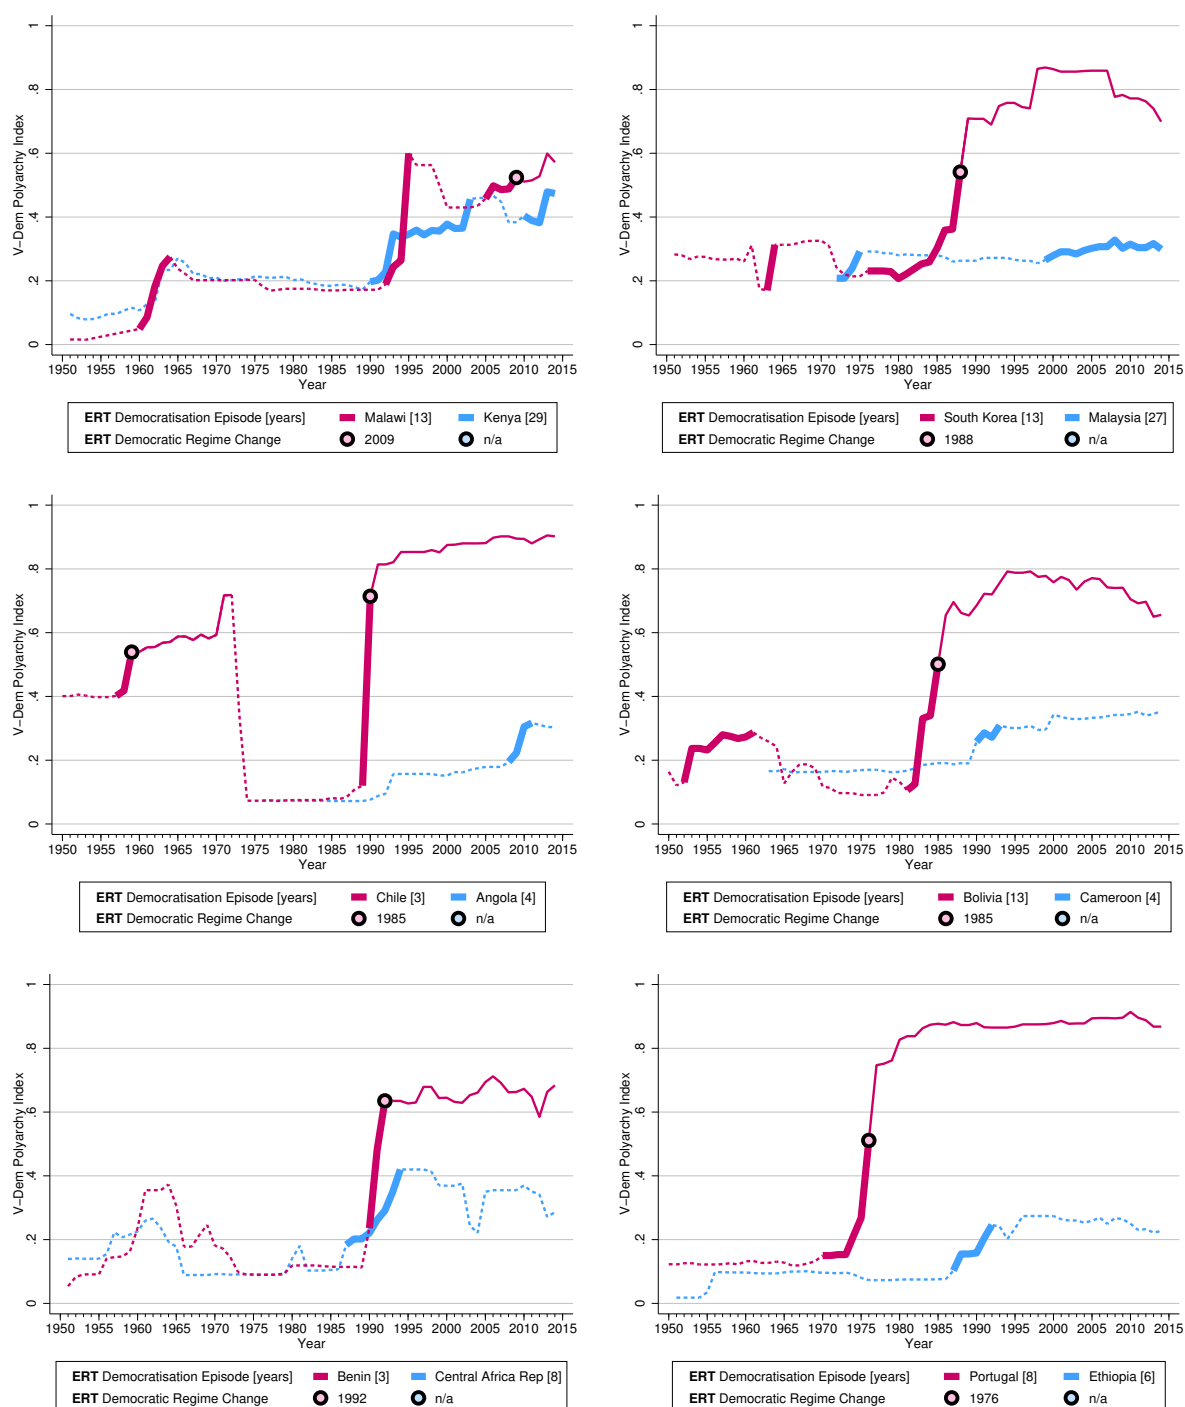 V-Dem Polyarchy Index
1
.8
.6
.4
.2
0
1950 1955 1960 1965 1970 1975 1980 1985 1990 1995 2000 2005 2010 2015
Year
ERT Democratisation Episode [years] Malawi [13] Kenya [29]
ERT Democratic Regime Change 2009 n/a
V-Dem Polyarchy Index
1
.8
.6
.4
.2
0
1950 1955 1960 1965 1970 1975 1980 1985 1990 1995 2000 2005 2010 2015
Year
ERT Democratisation Episode [years] South Korea [13] Malaysia [27]
ERT Democratic Regime Change 1988 n/a
V-Dem Polyarchy Index
1
.8
.6
.4
.2
0
1950 1955 1960 1965 1970 1975 1980 1985 1990 1995 2000 2005 2010 2015
Year
ERT Democratisation Episode [years] Chile [3] Angola [4]
ERT Democratic Regime Change 1985 n/a
V-Dem Polyarchy Index
1
.8
.6
.4
.2
0
1950 1955 1960 1965 1970 1975 1980 1985 1990 1995 2000 2005 2010 2015
Year
ERT Democratisation Episode [years] Bolivia [13] Cameroon [4]
ERT Democratic Regime Change 1985 n/a
V-Dem Polyarchy Index
1
.8
.6
.4
.2
0
1950 1955 1960 1965 1970 1975 1980 1985 1990 1995 2000 2005 2010 2015
Year
ERT Democratisation Episode [years] Benin [3] Central Africa Rep [8]
ERT Democratic Regime Change 1992 n/a
V-Dem Polyarchy Index
1
.8
.6
.4
.2
0
1950 1955 1960 1965 1970 1975 1980 1985 1990 1995 2000 2005 2010 2015
Year
ERT Democratisation Episode [years] Portugal [8] Ethiopia [6]
ERT Democratic Regime Change 1976 n/a